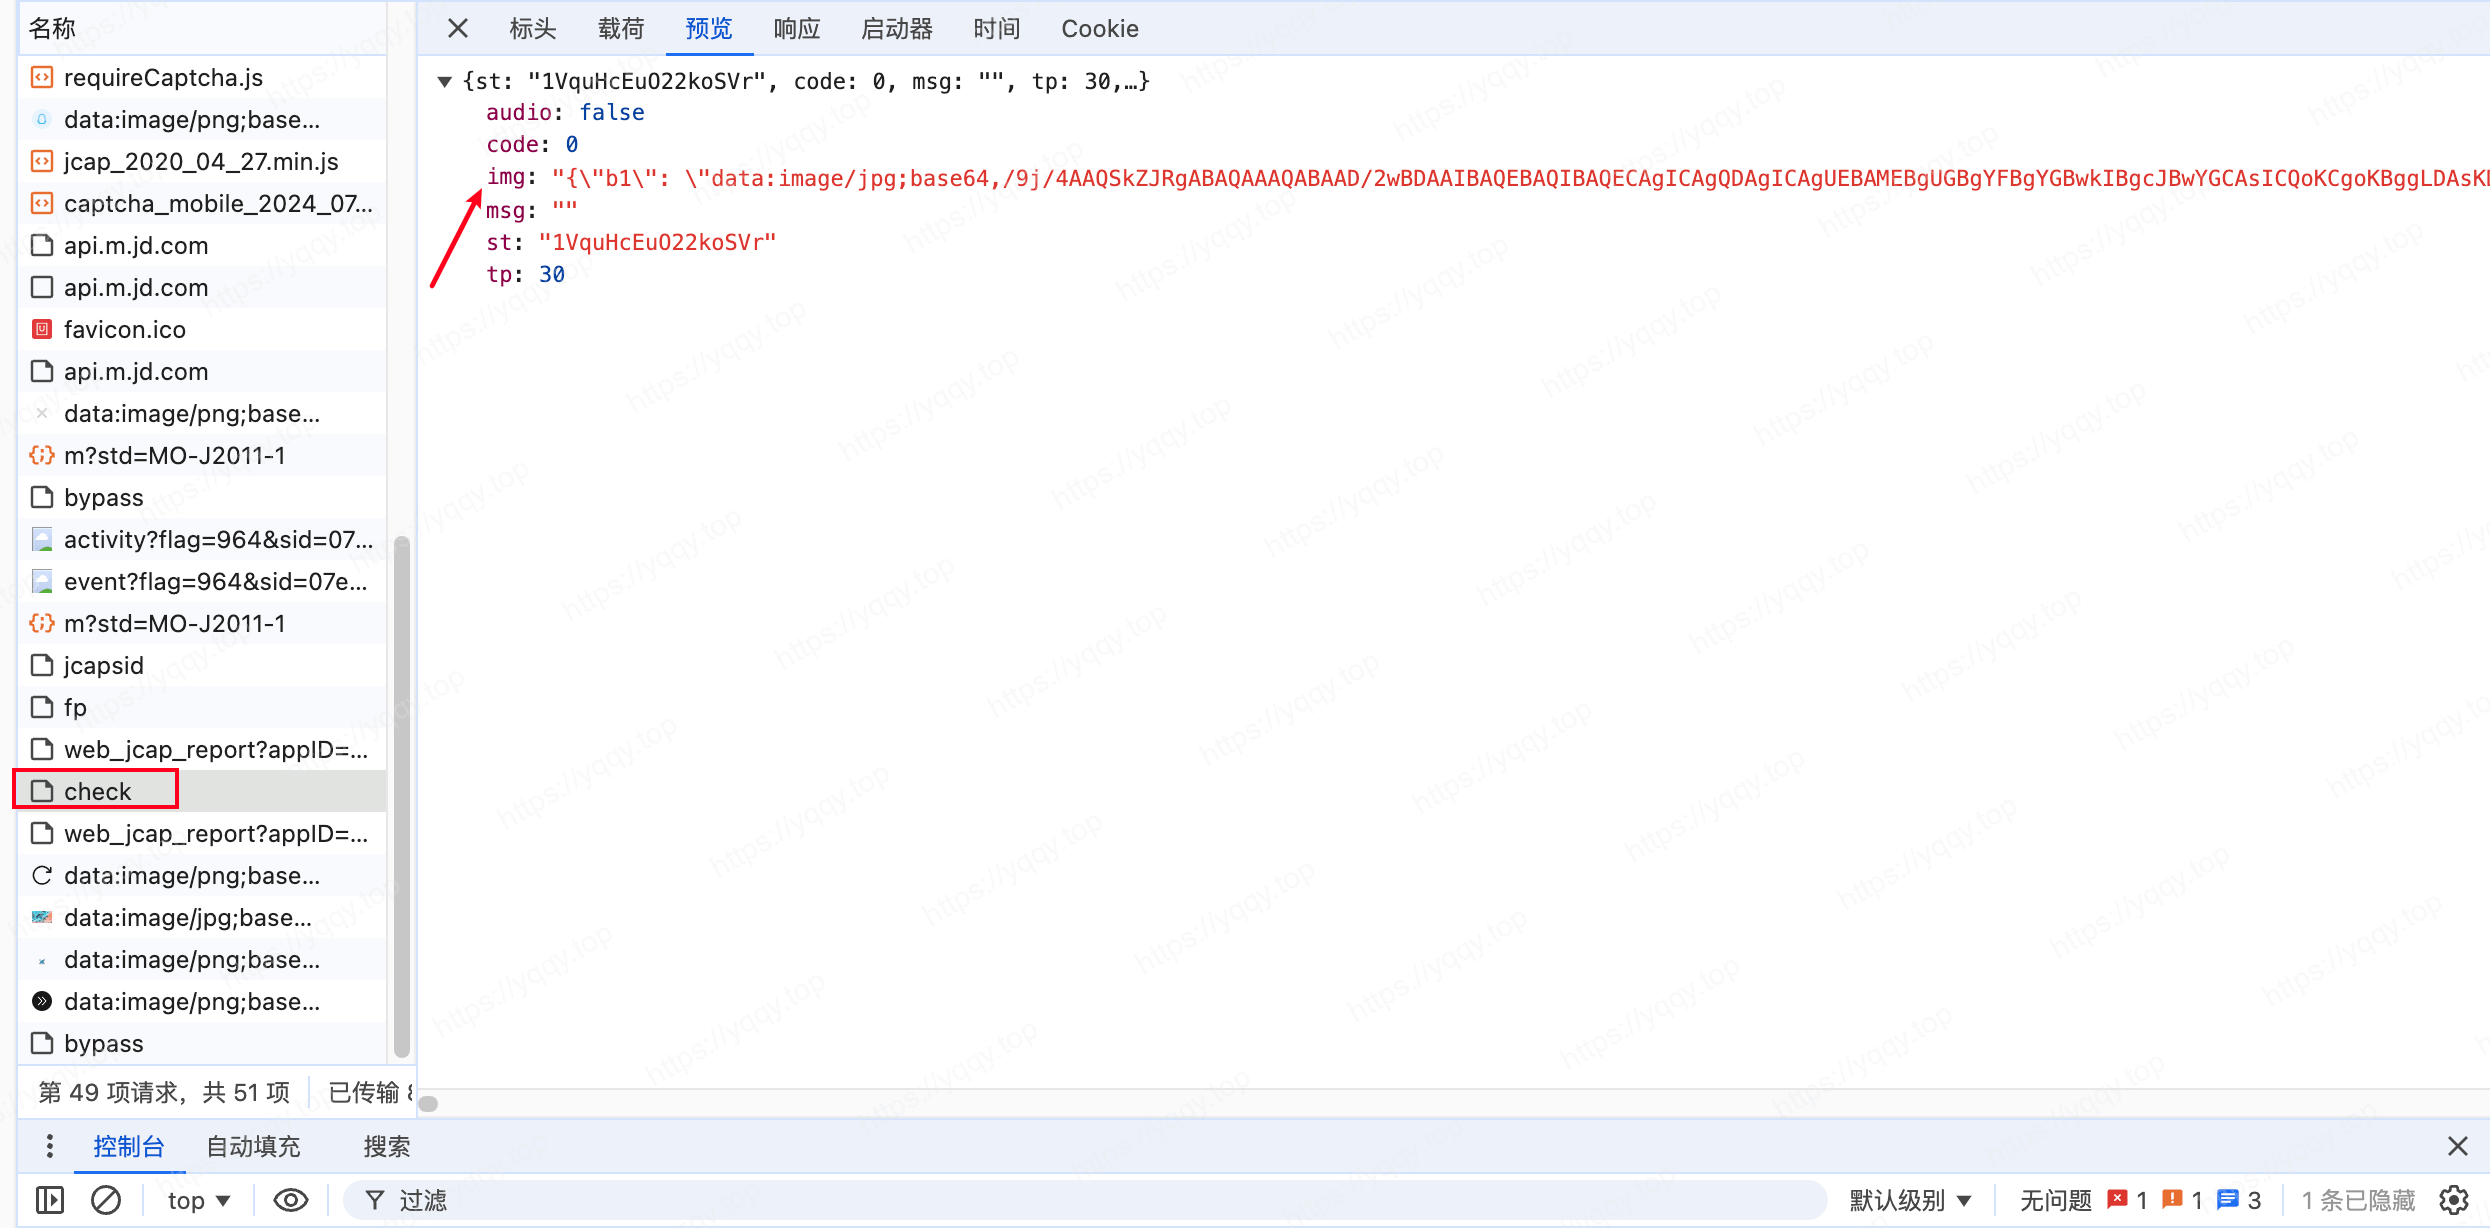 名称
requireCaptcha.js
data:image/png;base...
jcap_2020_04_27.min.js
captcha_mobile_2024_07...
api.m.jd.com
api.m.jd.com
favicon.ico
api.m.jd.com
data:image/png;base...
m?std=MO-J2011-1
bypass
activity?flag=964&sid=07...
event?flag=964&sid=07e...
m?std=MO-J2011-1
jcapsid
fp
web_jcap_report?appID=...
check
web_jcap_report?appID=...
data:image/png;base...
data:image/jpg;base...
data:image/png;base...
data:image/png;base...
bypass
第 49 项请求，共 51 项 已传输
标头 载荷 预览 响应 启动器 时间 Cookie
{st: "1VquHcEuO22koSVr", code: 0, msg: "", tp: 30,…}
audio: false
code: 0
img: "{\"b1\": \"data:image/jpg;base64,/9j/4AAQSkZJRgABAQAAAQABAAD/2wBDAAIBAQEBAQIBAQECAgICAgQDAgICAgUEBAMEBgUGBgYFBgYGBwkIBgcJBwYGCAsICQoKCgoKBggLDAsK
msg: ""
st: "1VquHcEuO22koSVr"
tp: 30
控制台 自动填充 搜索
top ▼ 过滤 默认级别 ▼ 无问题 1 1 3 1 条已隐藏
https://yqqy.top